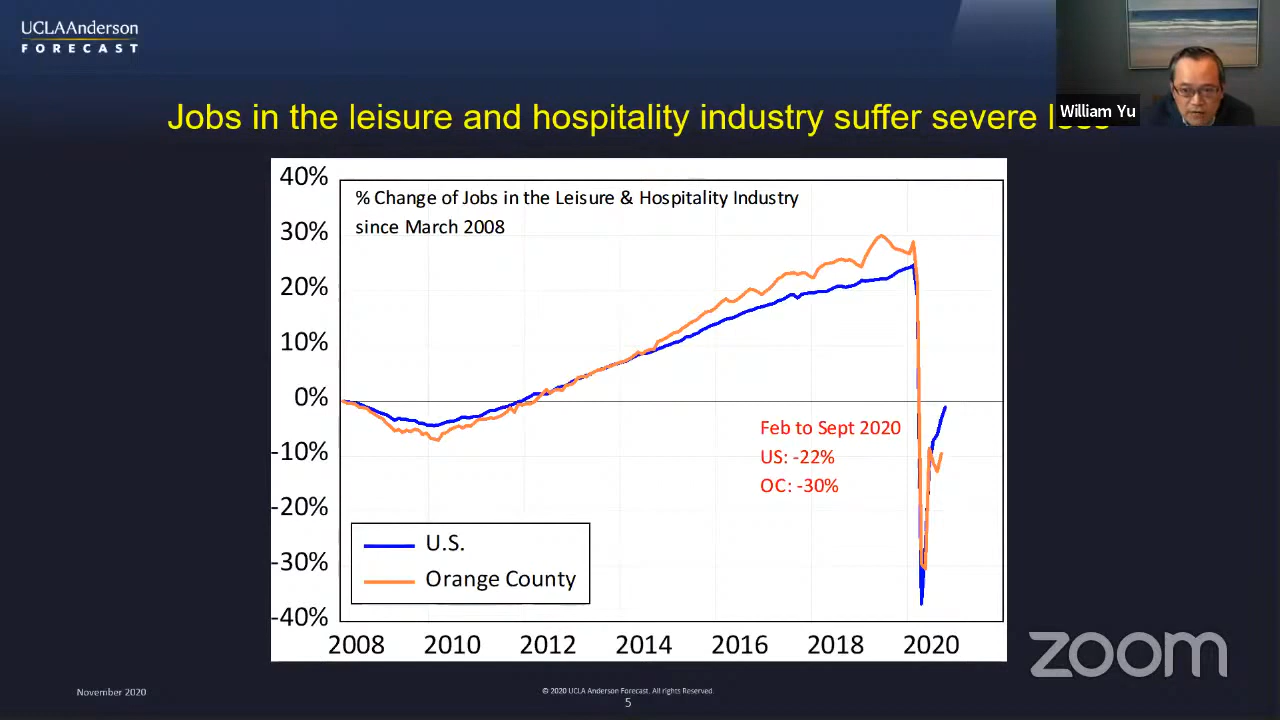 UCLAAnderson
FORECAST
William Yu
Jobs in the leisure and hospitality industry suffer severe
% Change of Jobs in the Leisure & Hospitality Industry
since March 2008
40%
30%
20%
10%
0%
-10%
-20%
-30%
-40%
Feb to Sept 2020
US: -22%
OC: -30%
U.S.
Orange County
2008 2010 2012 2014 2016 2018 2020
zoom
November 2020
© 2020 UCLA Anderson Forecast. All rights Reserved.
5